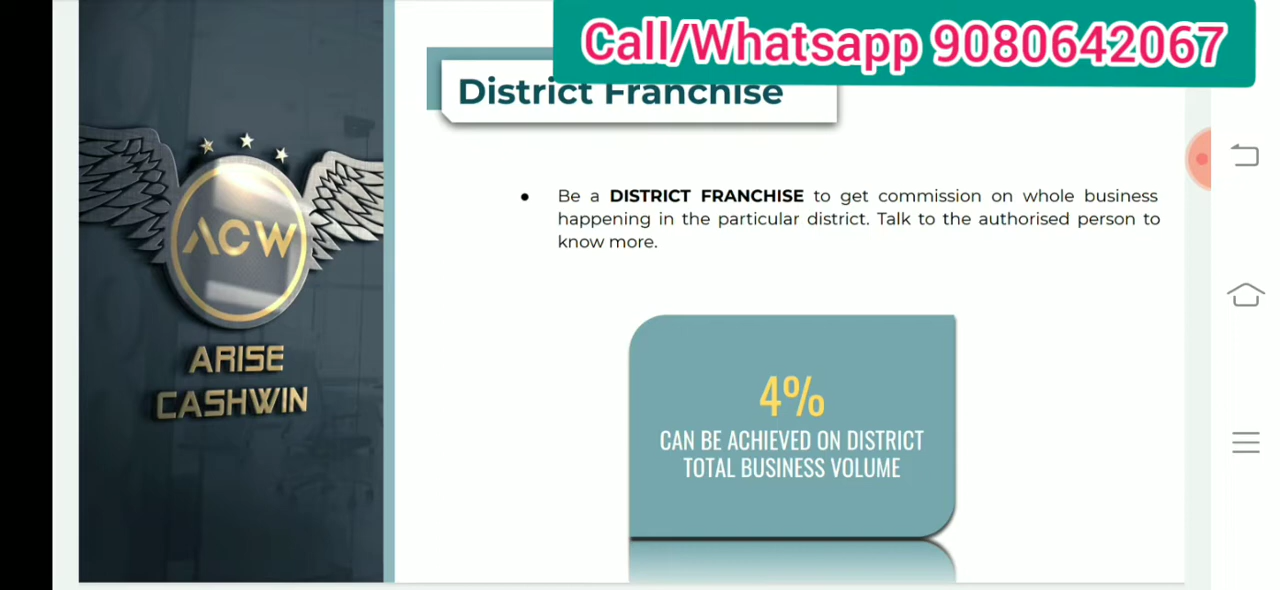 Call/Whatsapp 9080642067
District Franchise
ACW
ARISE
CASHWIN
• Be a DISTRICT FRANCHISE to get commission on whole business
happening in the particular district. Talk to the authorised person to
know more.
4%
CAN BE ACHIEVED ON DISTRICT
TOTAL BUSINESS VOLUME